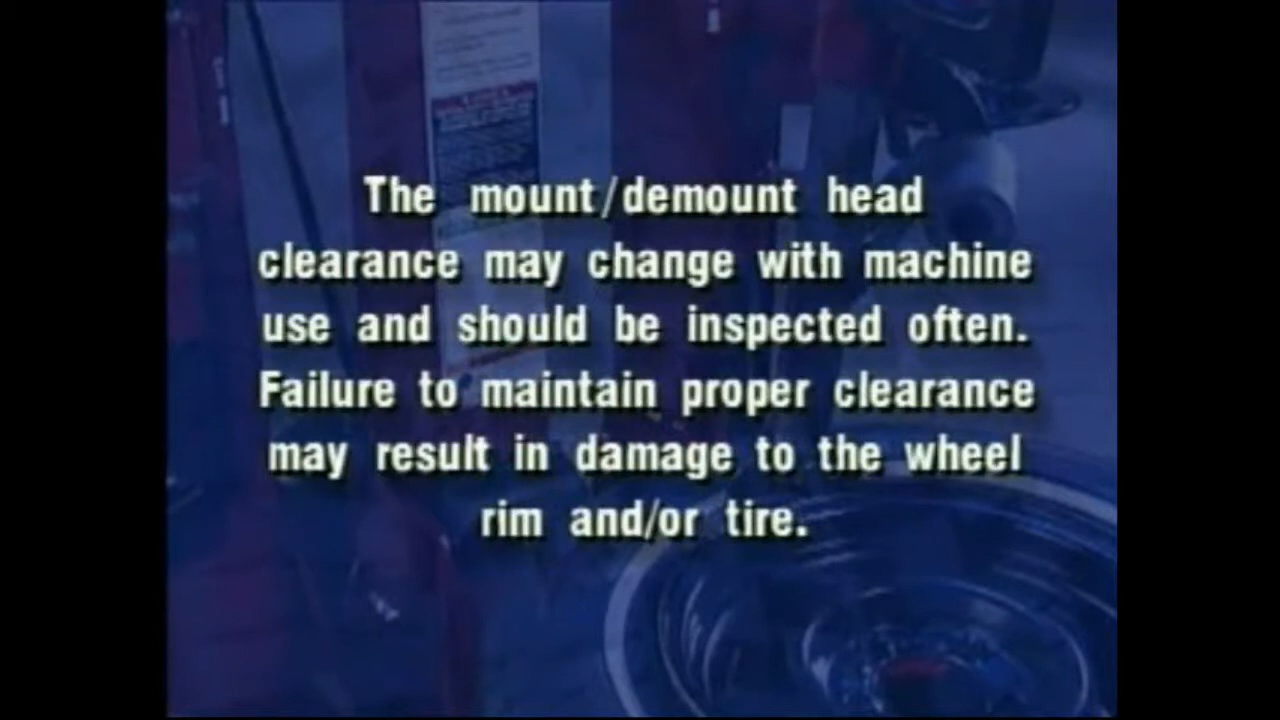 The mount/demount head
clearance may change with machine
use and should be inspected often.
Failure to maintain proper clearance
may result in damage to the wheel
rim and/or tire.